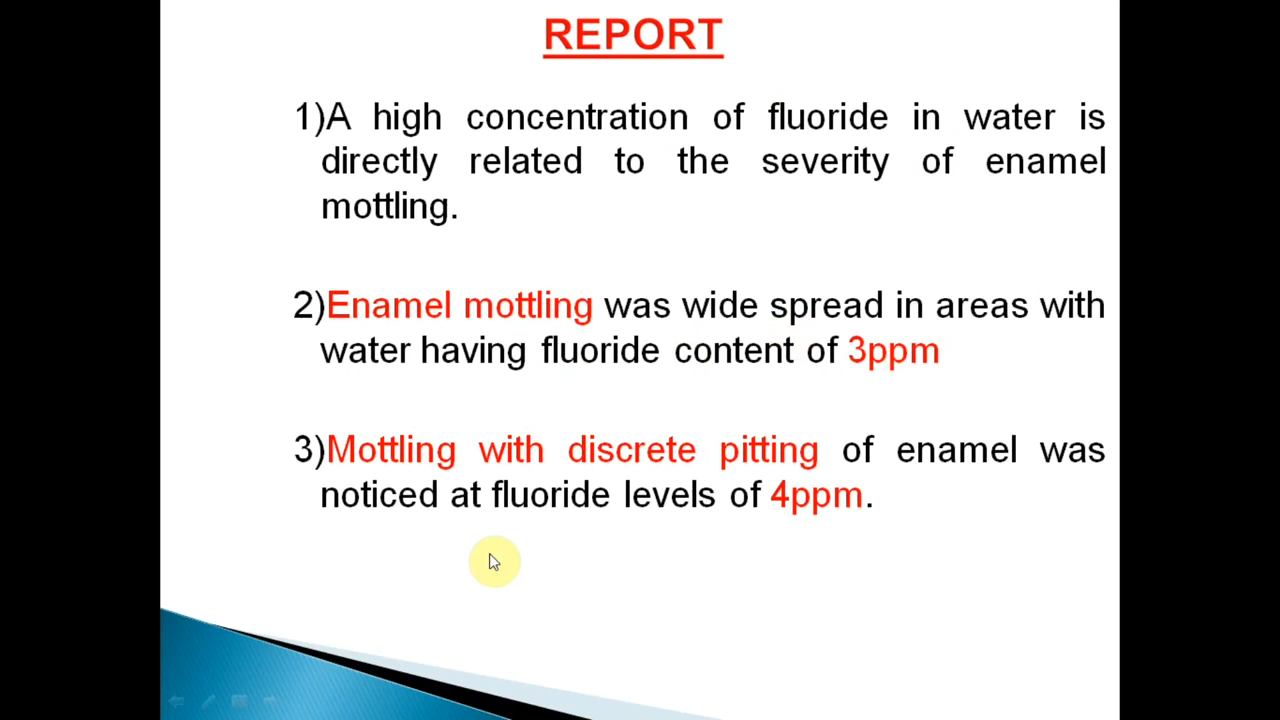 REPORT
1)A high concentration of fluoride in water is
directly related to the severity of enamel
mottling.
2)Enamel mottling was wide spread in areas with
water having fluoride content of 3ppm
3)Mottling with discrete pitting of enamel was
noticed at fluoride levels of 4ppm.